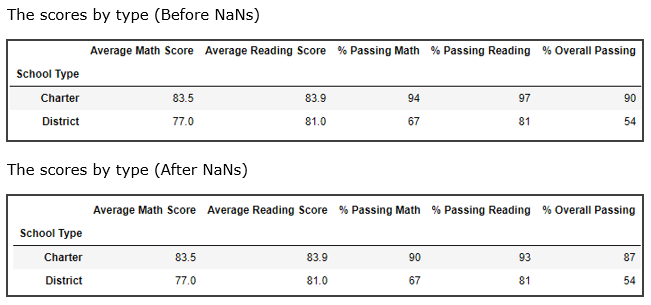 The scores by type (Before NaNs)
Average Math Score Average Reading Score % Passing Math % Passing Reading % Overall Passing
School Type
Charter 83.5 83.9 94 97 90
District 77.0 81.0 67 81 54
The scores by type (After NaNs)
Average Math Score Average Reading Score % Passing Math % Passing Reading % Overall Passing
School Type
Charter 83.5 83.9 90 93 87
District 77.0 81.0 67 81 54